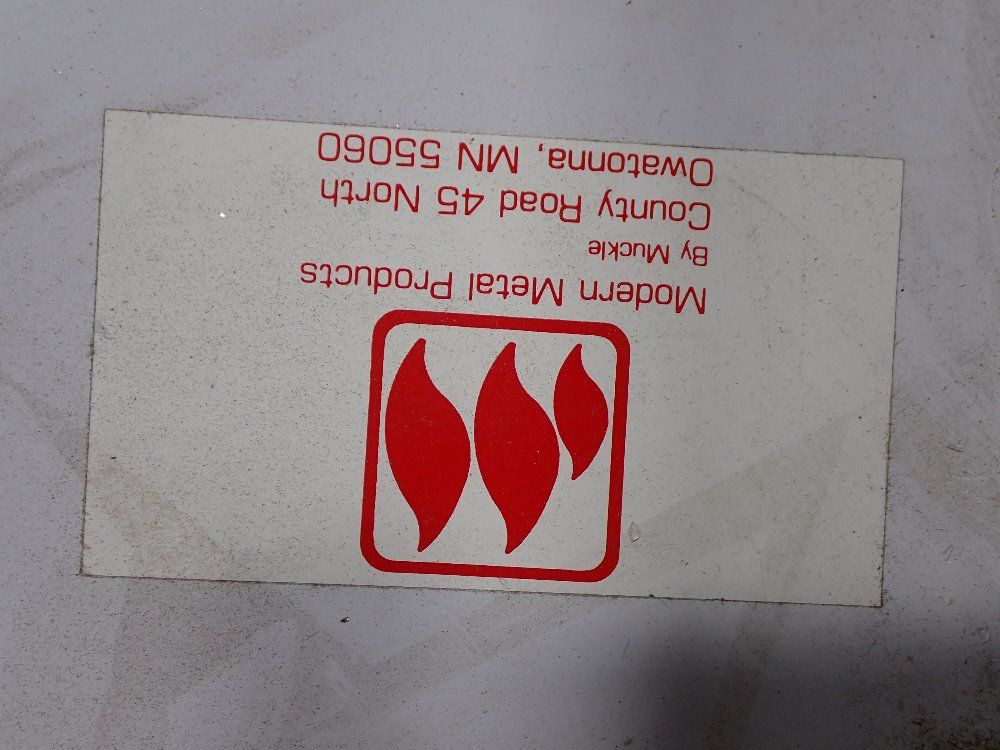 Modern Metal Products
By Muckle
County Road 45 North
Owatonna, MN 55060